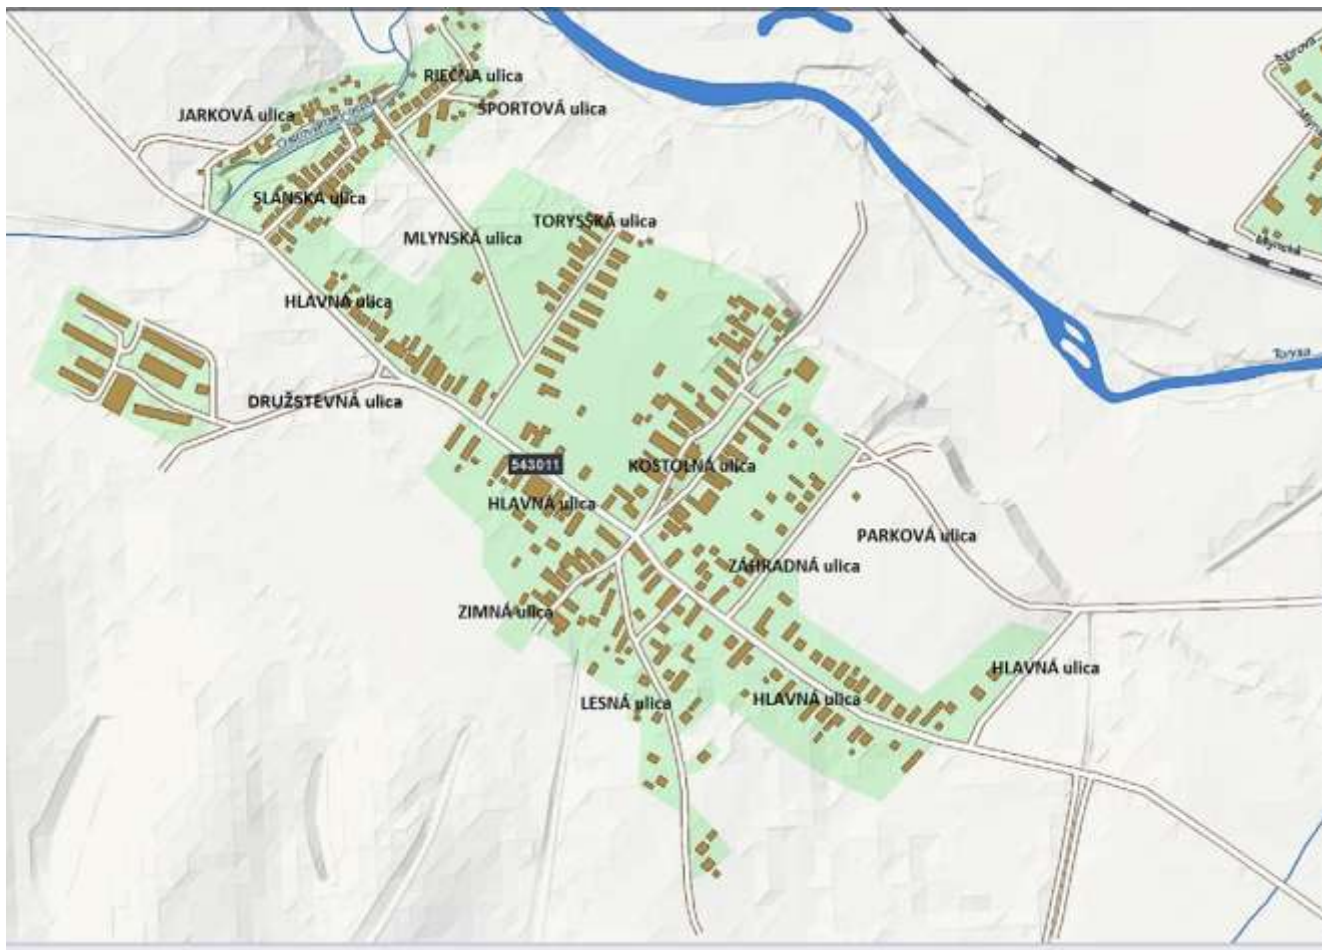 RIEČNA ulica
JARKOVÁ ulica
ŠPORTOVÁ ulica
SLÁNSKA ulica
TORYSSKÁ ulica
MLYNSKÁ ulica
HLAVNÁ ulica
DRUŽSTEVNÁ ulica
Torysa
543011
KOSTOLNÁ ulica
HLAVNÁ ulica
PARKOVÁ ulica
ZÁHRADNÁ ulica
ZIMNÁ ulica
HLAVNÁ ulica
LESNÁ ulica
HLAVNÁ ulica
Mlynská